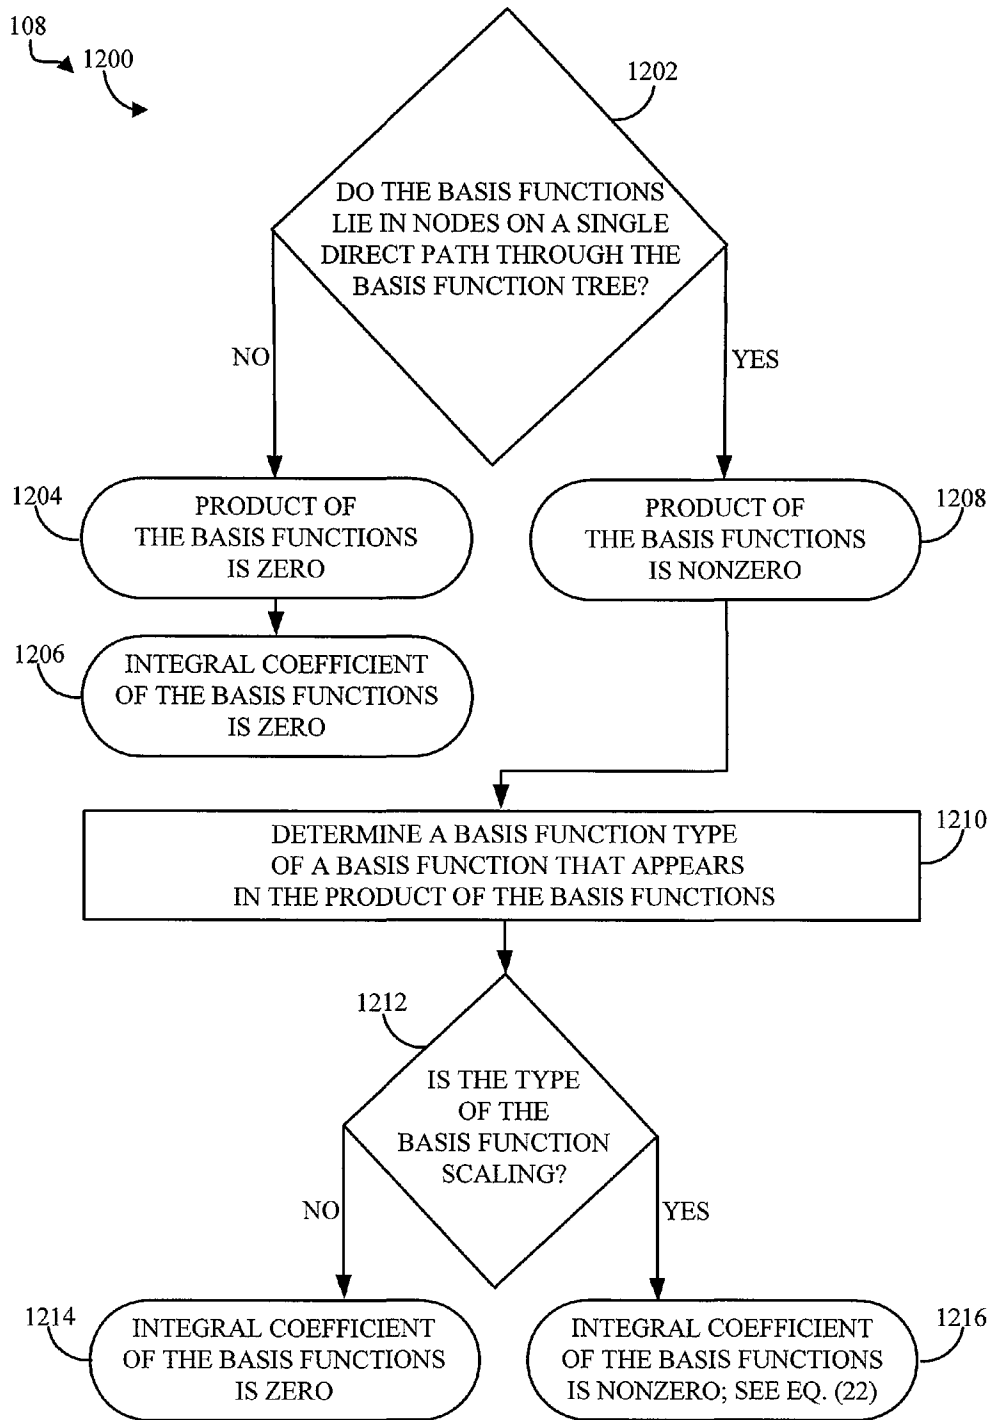 108
1200
1202
DO THE BASIS FUNCTIONS
LIE IN NODES ON A SINGLE
DIRECT PATH THROUGH THE
BASIS FUNCTION TREE?
NO
YES
1204
PRODUCT OF
THE BASIS FUNCTIONS
IS ZERO
1208
PRODUCT OF
THE BASIS FUNCTIONS
IS NONZERO
1206
INTEGRAL COEFFICIENT
OF THE BASIS FUNCTIONS
IS ZERO
1210
DETERMINE A BASIS FUNCTION TYPE
OF A BASIS FUNCTION THAT APPEARS
IN THE PRODUCT OF THE BASIS FUNCTIONS
1212
IS THE TYPE
OF THE
BASIS FUNCTION
SCALING?
NO
YES
1214
INTEGRAL COEFFICIENT
OF THE BASIS FUNCTIONS
IS ZERO
1216
INTEGRAL COEFFICIENT
OF THE BASIS FUNCTIONS
IS NONZERO; SEE EQ. (22)